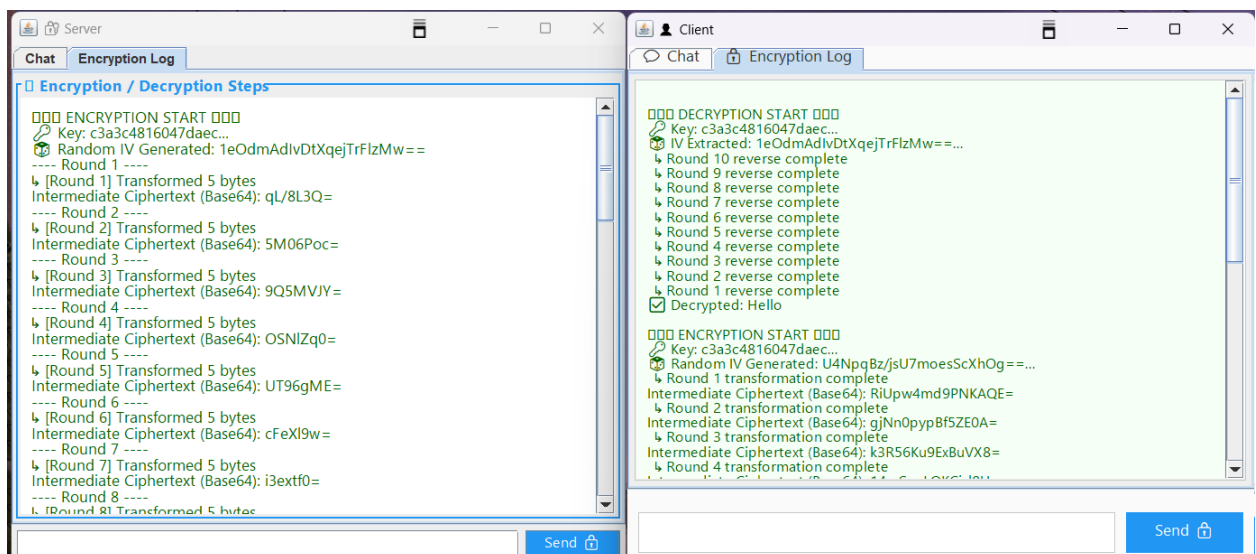 Server
Chat Encryption Log
Encryption / Decryption Steps
ENCRYPTION START
Key: c3a3c4816047daec...
Random IV Generated: 1eOdmAdIvDtXqejTrFlzMw==
---- Round 1 ----
↳ [Round 1] Transformed 5 bytes
Intermediate Ciphertext (Base64): qL/8L3Q=
---- Round 2 ----
↳ [Round 2] Transformed 5 bytes
Intermediate Ciphertext (Base64): 5M06Poc=
---- Round 3 ----
↳ [Round 3] Transformed 5 bytes
Intermediate Ciphertext (Base64): 9Q5MVJY=
---- Round 4 ----
↳ [Round 4] Transformed 5 bytes
Intermediate Ciphertext (Base64): OSNlZq0=
---- Round 5 ----
↳ [Round 5] Transformed 5 bytes
Intermediate Ciphertext (Base64): UT96gME=
---- Round 6 ----
↳ [Round 6] Transformed 5 bytes
Intermediate Ciphertext (Base64): cFeXl9w=
---- Round 7 ----
↳ [Round 7] Transformed 5 bytes
Intermediate Ciphertext (Base64): i3extf0=
---- Round 8 ----
↳ [Round 8] Transformed 5 bytes
Send
Client
Chat Encryption Log
DECRYPTION START
Key: c3a3c4816047daec...
IV Extracted: 1eOdmAdIvDtXqejTrFlzMw==...
↳ Round 10 reverse complete
↳ Round 9 reverse complete
↳ Round 8 reverse complete
↳ Round 7 reverse complete
↳ Round 6 reverse complete
↳ Round 5 reverse complete
↳ Round 4 reverse complete
↳ Round 3 reverse complete
↳ Round 2 reverse complete
↳ Round 1 reverse complete
Decrypted: Hello
ENCRYPTION START
Key: c3a3c4816047daec...
Random IV Generated: U4NpqBz/jsU7moesScXhOg==...
↳ Round 1 transformation complete
Intermediate Ciphertext (Base64): RiUpw4md9PNKAQE=
↳ Round 2 transformation complete
Intermediate Ciphertext (Base64): gjNn0pypBf5ZE0A=
↳ Round 3 transformation complete
Intermediate Ciphertext (Base64): k3R56Ku9ExBuVX8=
↳ Round 4 transformation complete
Send